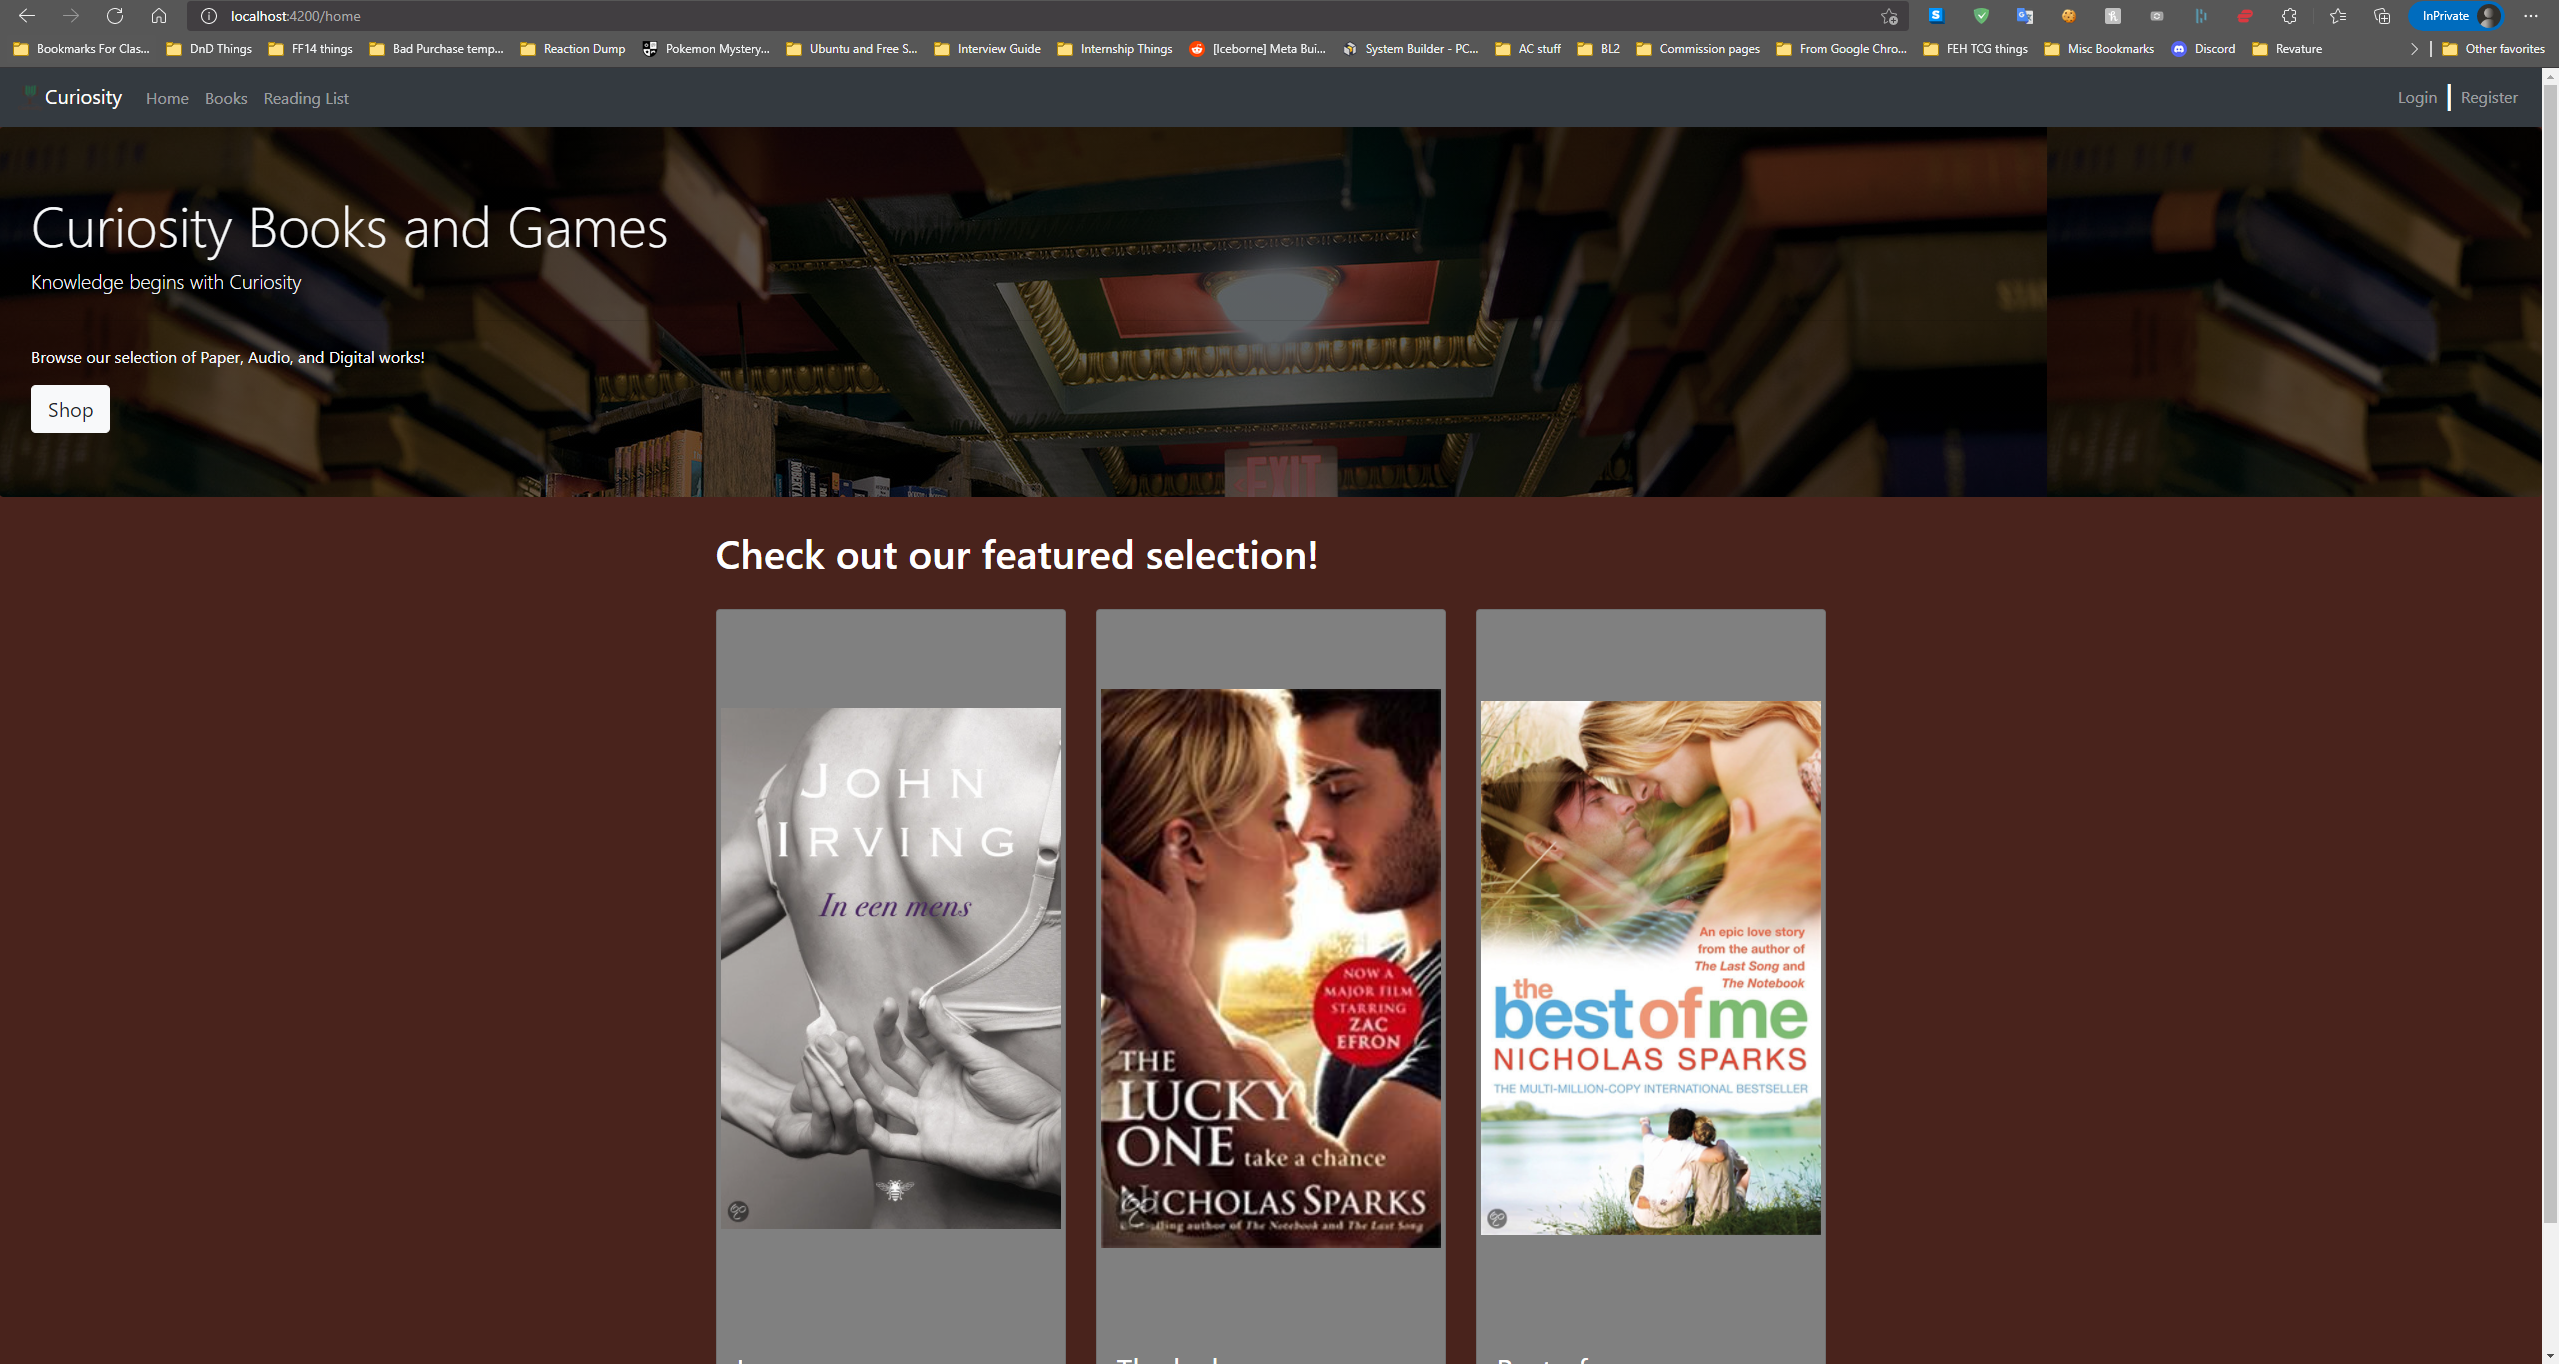 localhost:4200/home
InPrivate
Bookmarks For Clas...
DnD Things
FF14 things
Bad Purchase temp...
Reaction Dump
Pokemon Mystery...
Ubuntu and Free S...
Interview Guide
Internship Things
[Iceborne] Meta Bui...
System Builder - PC...
AC stuff
BL2
Commission pages
From Google Chro...
FEH TCG things
Misc Bookmarks
Discord
Revature
Other favorites
Curiosity
Home
Books
Reading List
Login
Register
Curiosity Books and Games
Knowledge begins with Curiosity
Browse our selection of Paper, Audio, and Digital works!
Shop
EXIT
Check out our featured selection!
JOHN
IRVING
In een mens
NOW A
MAJOR FILM
STARRING
ZAC
EFRON
THE
LUCKY
ONE take a chance
NICHOLAS SPARKS
author of The Notebook and The Last Song
An epic love story
from the author of
The Last Song and
The Notebook
the
best of me
NICHOLAS SPARKS
THE MULTI-MILLION-COPY INTERNATIONAL BESTSELLER